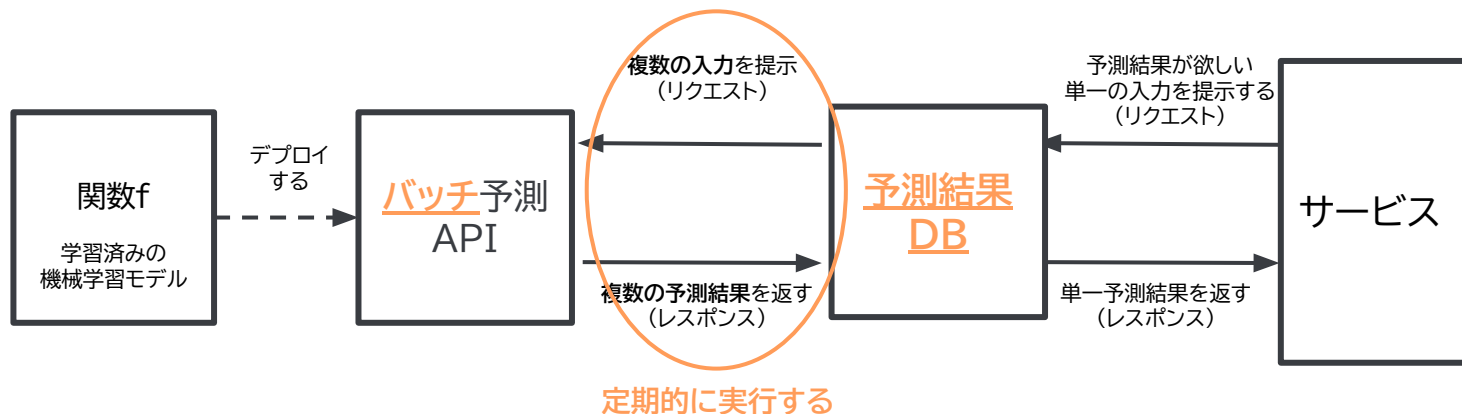 関数f
学習済みの
機械学習モデル
デプロイ
する
バッチ予測
API
複数の入力を提示
（リクエスト）
複数の予測結果を返す
（レスポンス）
定期的に実行する
予測結果
DB
予測結果が欲しい
単一の入力を提示する
（リクエスト）
単一予測結果を返す
（レスポンス）
サービス